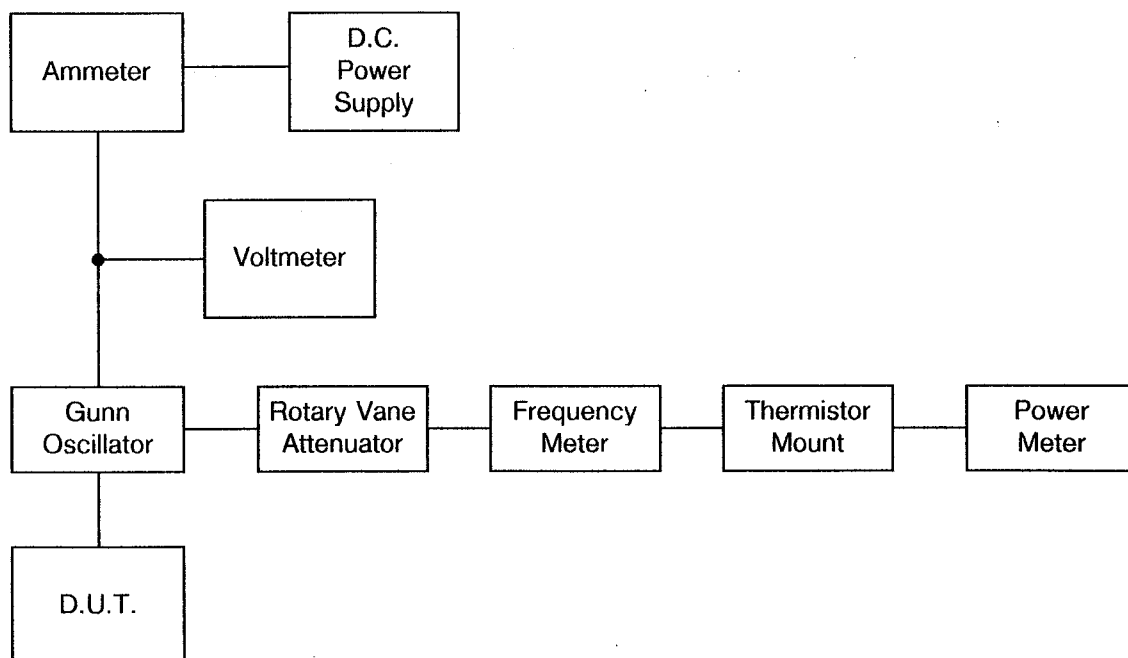 Ammeter
D.C.
Power
Supply
Voltmeter
Gunn
Oscillator
Rotary Vane
Attenuator
Frequency
Meter
Thermistor
Mount
Power
Meter
D.U.T.